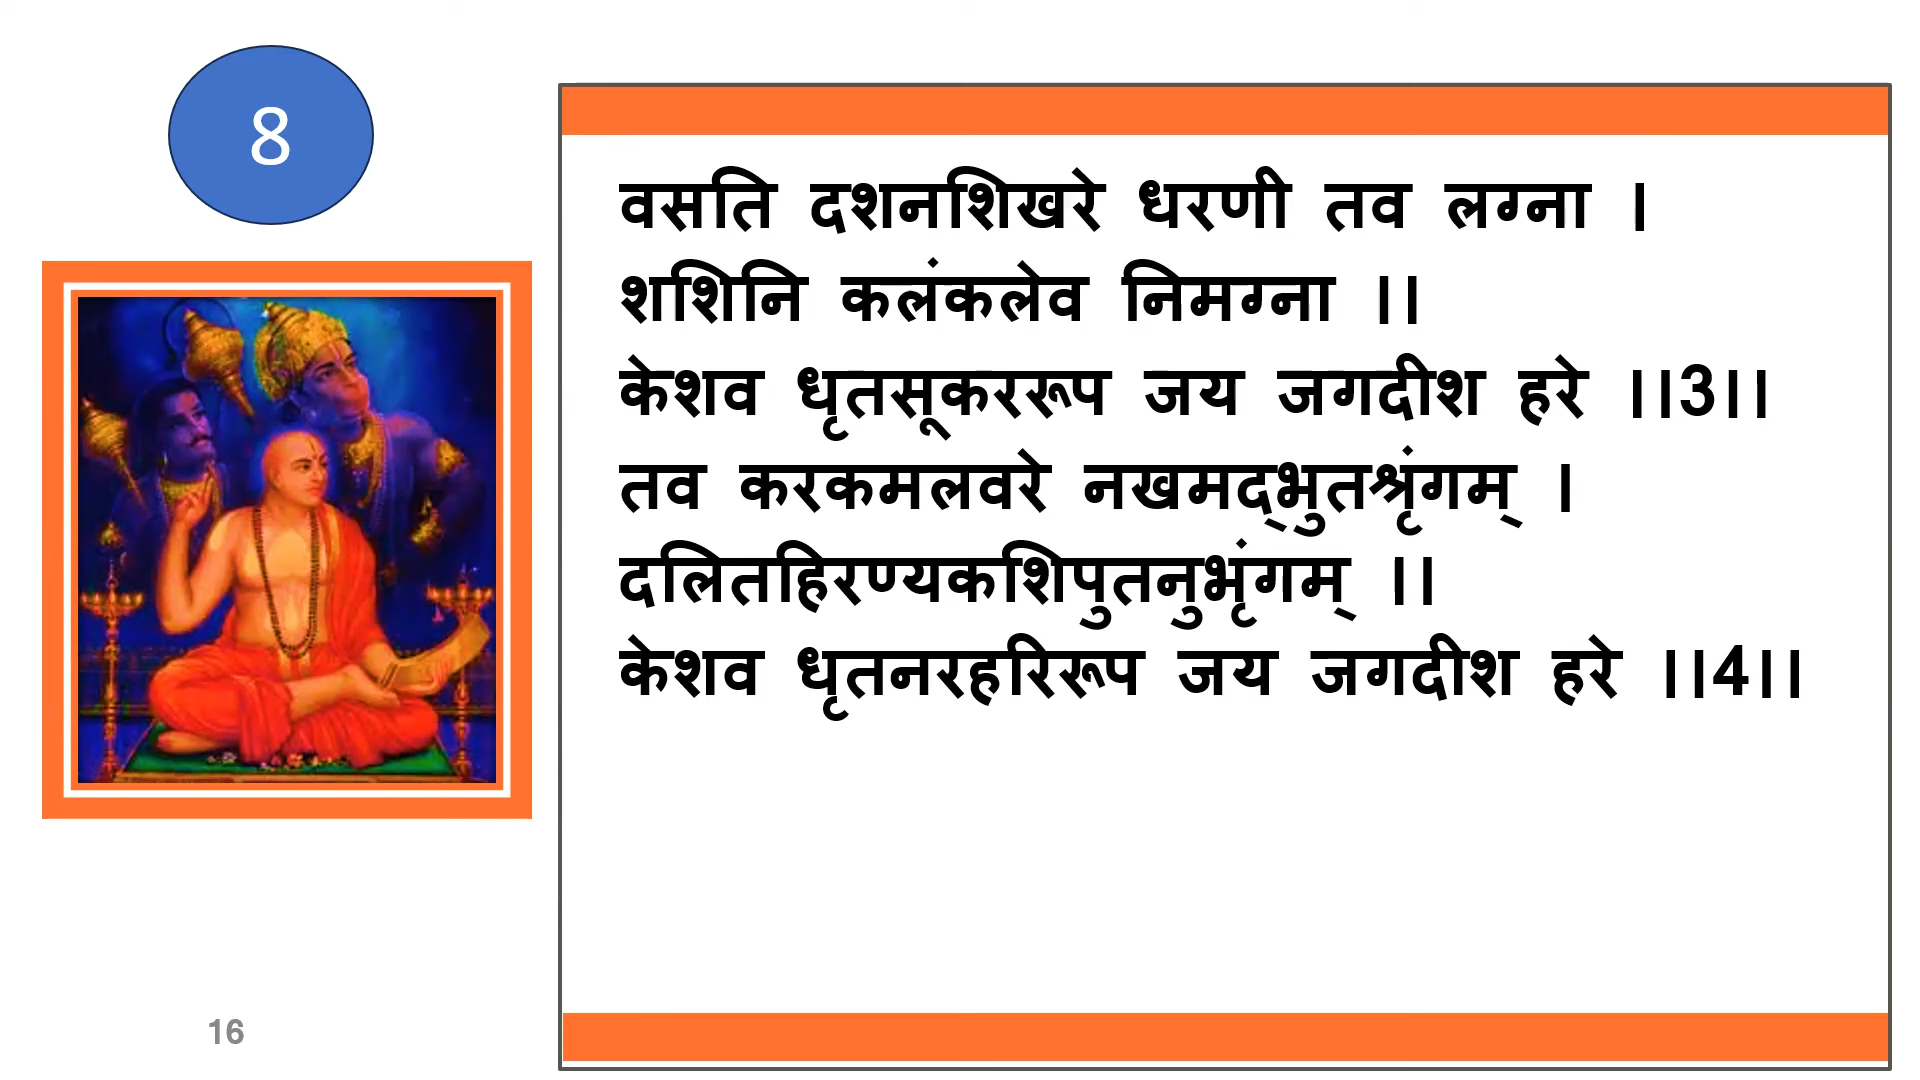 8
वसति दशनशिखरे धरणी तव लग्ना ।
शशिनि कलंकलेव निमग्ना ।।
केशव धृतसूकररूप जय जगदीश हरे ।।3।।
तव करकमलवरे नखमद्‌भुतश्रृंगम् ।
दलितहिरण्यकशिपुतनुभृंगम् ।।
केशव धृतनरहरिरूप जय जगदीश हरे ।।4।।
16